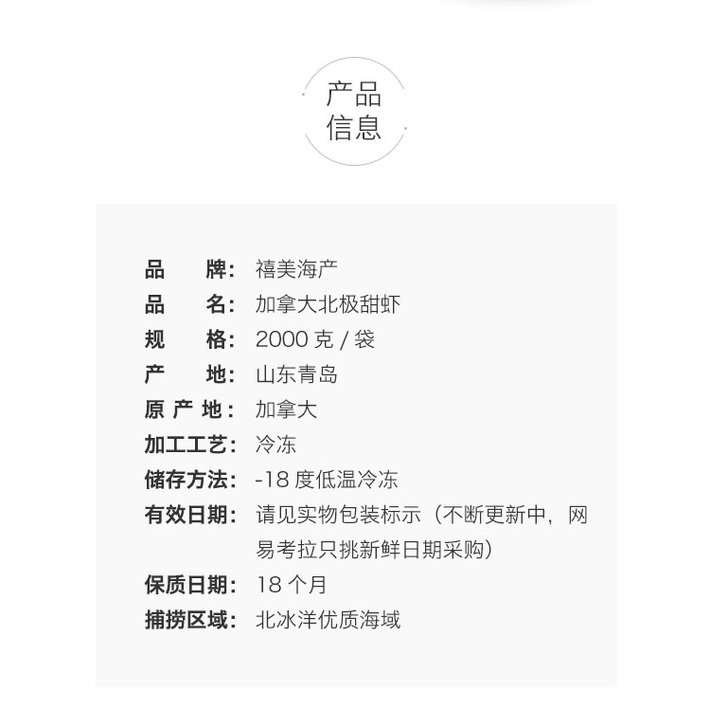 产品
信息
品 牌： 禧美海产
品 名： 加拿大北极甜虾
规 格： 2000 克 / 袋
产 地： 山东青岛
原 产 地： 加拿大
加工工艺： 冷冻
储存方法： -18 度低温冷冻
有效日期： 请见实物包装标示（不断更新中，网
易考拉只挑新鲜日期采购）
保质日期： 18 个月
捕捞区域： 北冰洋优质海域